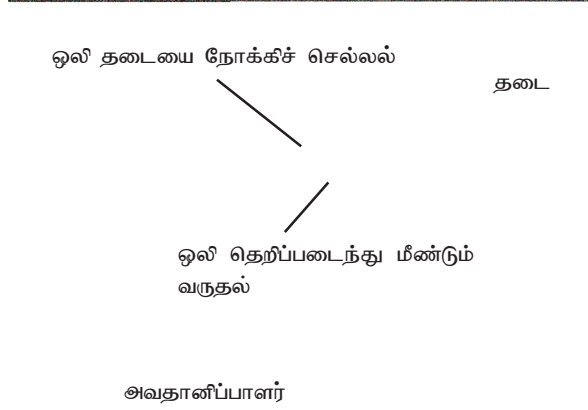 ஒலி தடையை நோக்கிச் செல்லல்
தடை
ஒலி தெறிப்படைந்து மீண்டும்
வருதல்
அவதானிப்பாளர்